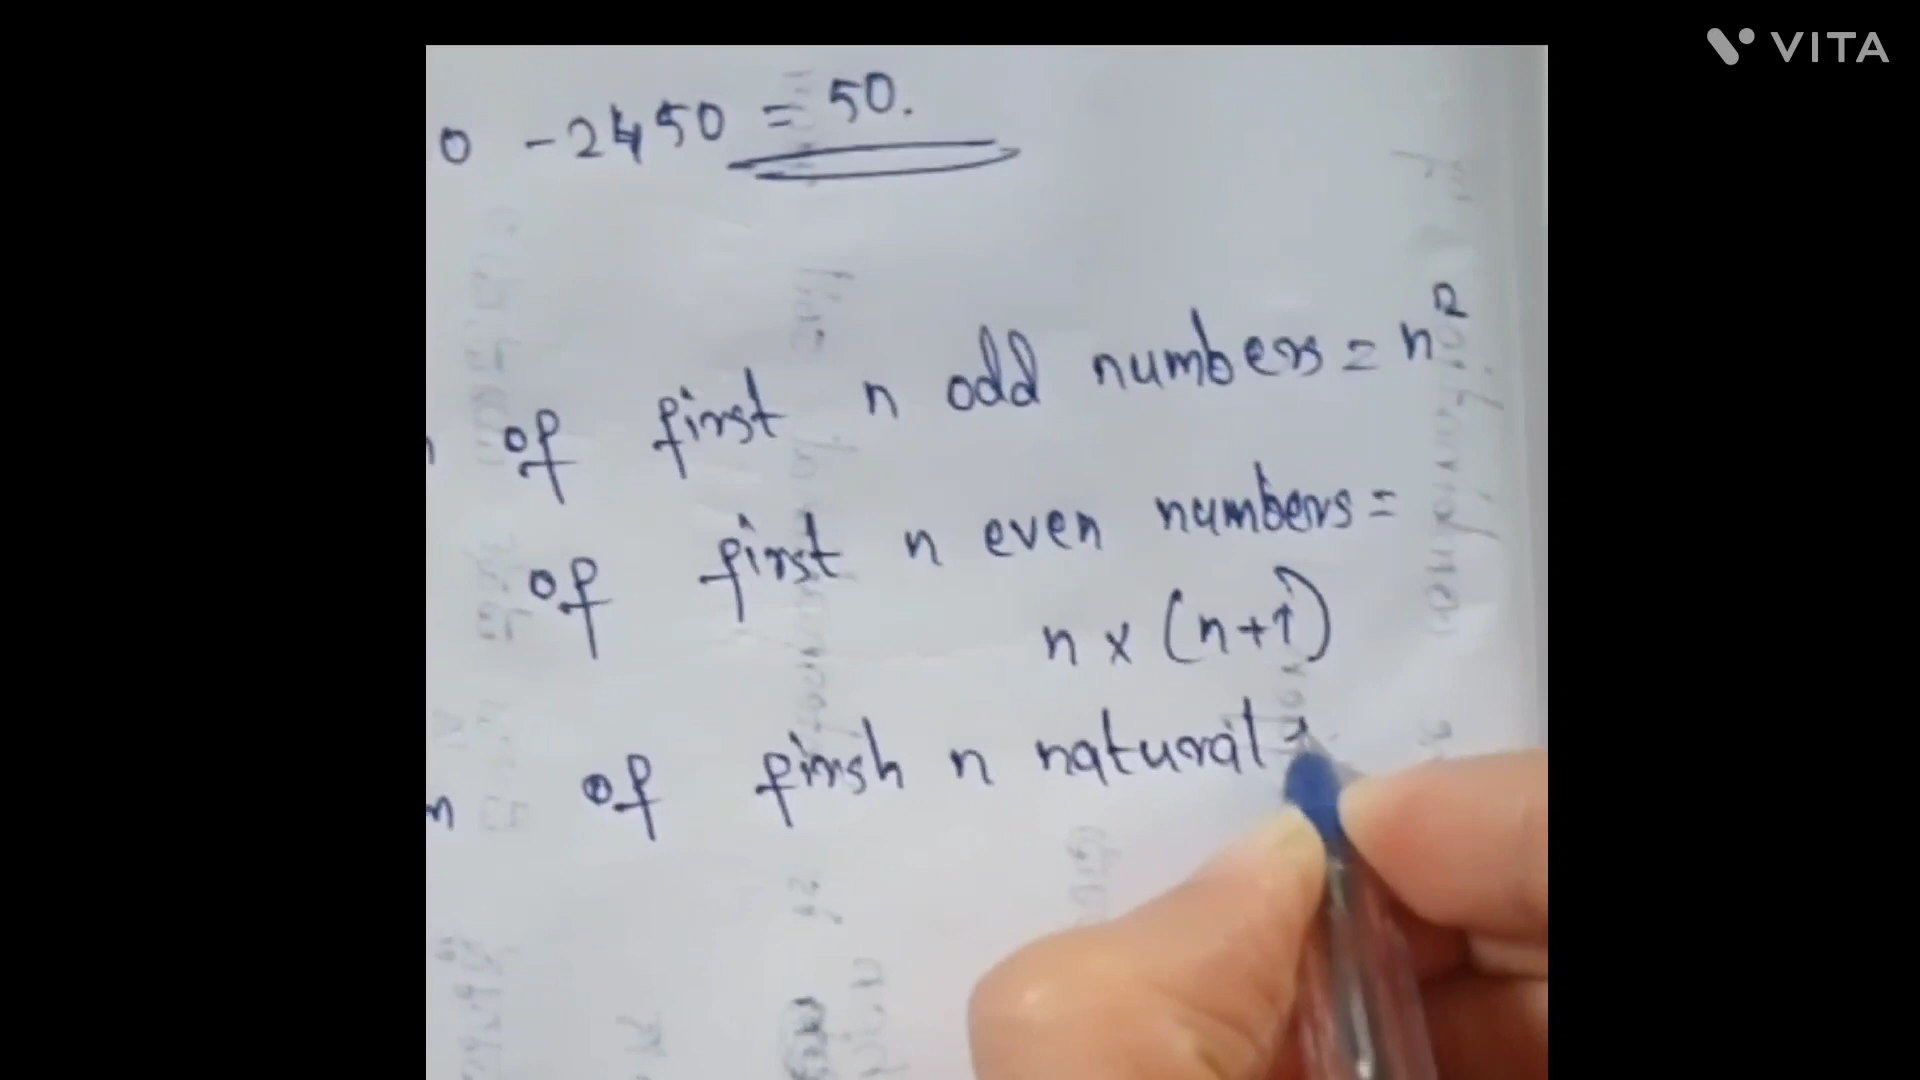 VITA
0 - 2450 = 50.
of first n odd numbers = n²
of first n even numbers =
n x (n+1)
of firsh n natural